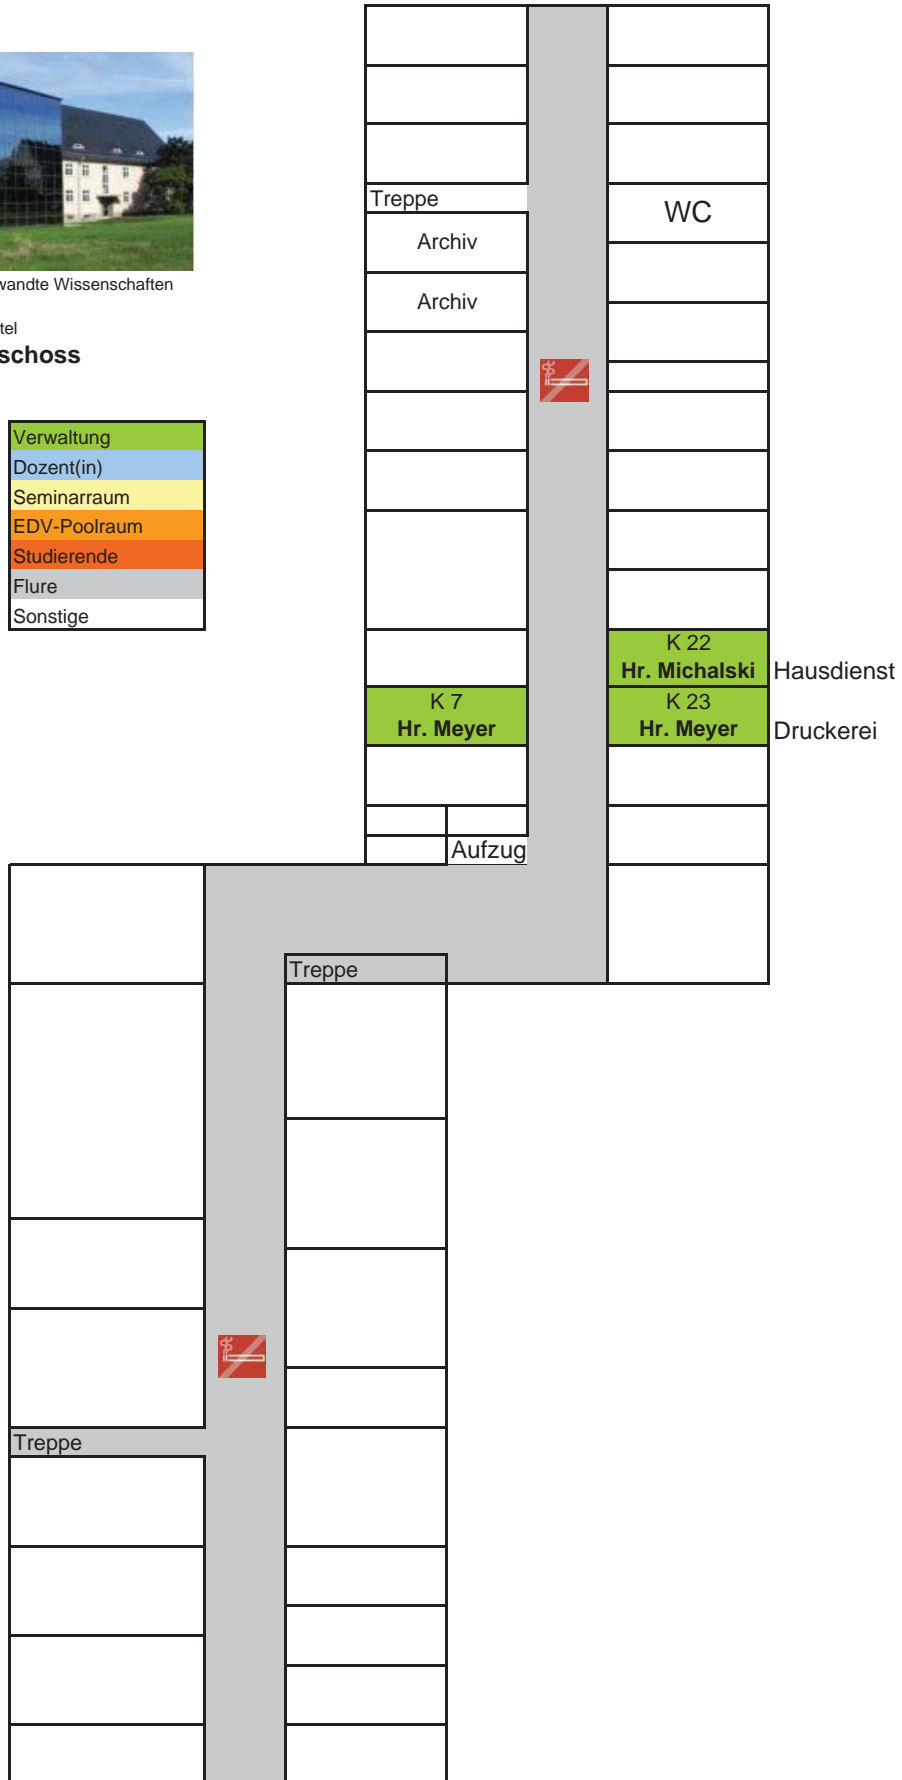 wandte Wissenschaften
tel
schoss
Verwaltung
Dozent(in)
Seminarraum
EDV-Poolraum
Studierende
Flure
Sonstige
Treppe
WC
Archiv
Archiv
K 22
Hr. Michalski
Hausdienst
K 7
Hr. Meyer
K 23
Hr. Meyer
Druckerei
Aufzug
Treppe
Treppe